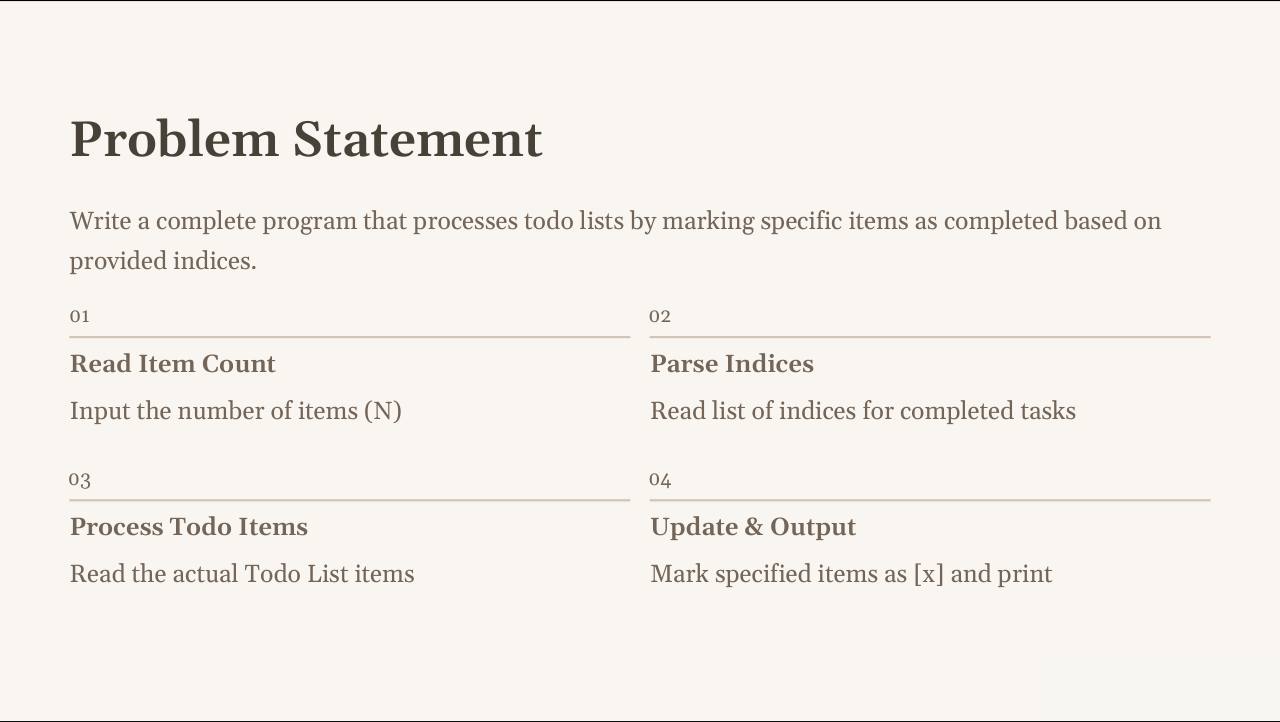 Problem Statement
Write a complete program that processes todo lists by marking specific items as completed based on
provided indices.
01
Read Item Count
Input the number of items (N)
02
Parse Indices
Read list of indices for completed tasks
03
Process Todo Items
Read the actual Todo List items
04
Update & Output
Mark specified items as [x] and print